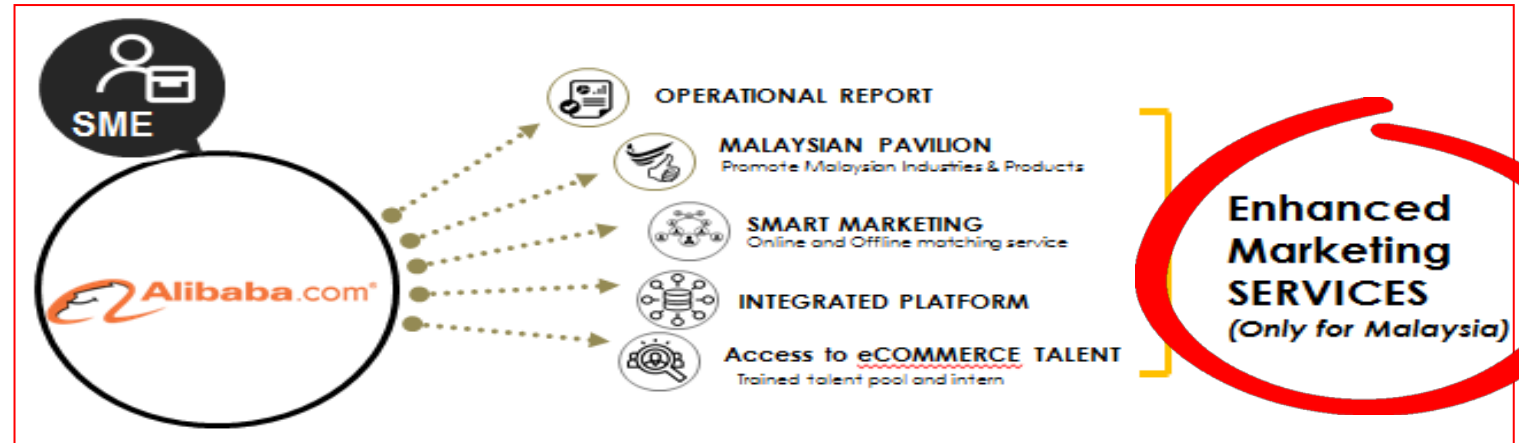 SME
Alibaba.com®
OPERATIONAL REPORT
MALAYSIAN PAVILION
Promote Malaysian Industries & Products
SMART MARKETING
Online and Offline matching service
INTEGRATED PLATFORM
Access to eCOMMERCE TALENT
Trained talent pool and intern
Enhanced
Marketing
SERVICES
(Only for Malaysia)